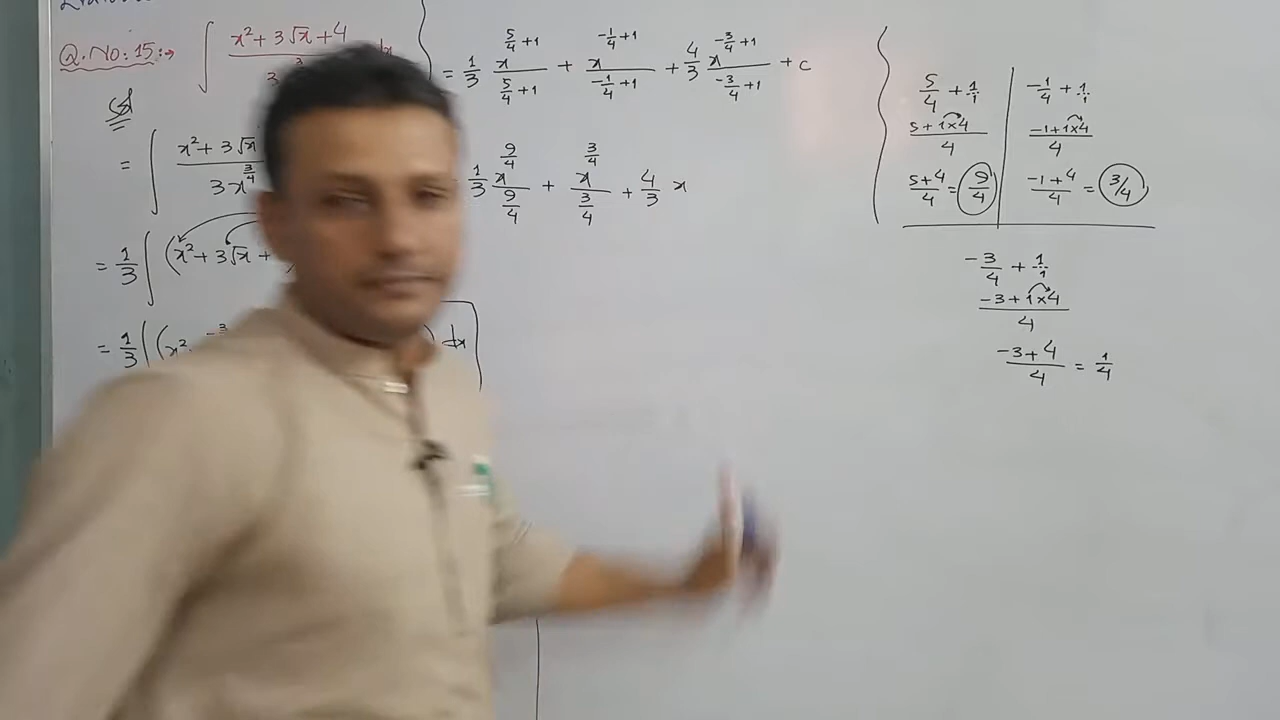 Q.No: 15:→ ∫ x² + 3√x + 4
= ∫ x² + 3√x / 3x^(3/4)
= 1/3 ∫ (x² + 3√x +
= 1/3 ∫ (x². dx
= 1/3 x^(5/4 +1) / (5/4 +1) + x^(-1/4 +1) / (-1/4 +1) + 4/3 x^(-3/4 +1) / (-3/4 +1) + c
1/3 x^(9/4) / (9/4) + x^(3/4) / (3/4) + 4/3 x
5/4 + 1/1
(5 + 1×4)/4
(5+4)/4 = 9/4
-1/4 + 1/1
(-1 + 1×4)/4
(-1+4)/4 = 3/4
-3/4 + 1/1
(-3 + 1×4)/4
(-3+4)/4 = 1/4